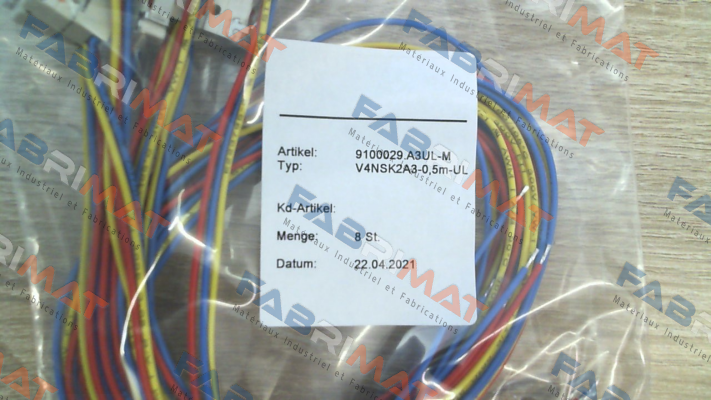 Artikel: 9100029.A3UL-M
Typ: V4NSK2A3-0,5m-UL
Kd-Artikel:
Menge: 8 St.
Datum: 22.04.2021
FABRIMAT
Materiaux Industriel et Fabrications